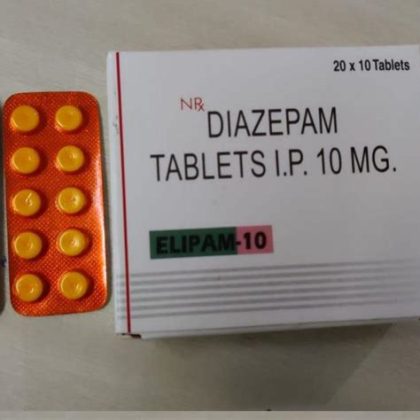 20 x 10 Tablets
NRx DIAZEPAM
TABLETS I.P. 10 MG.
ELIPAM-10